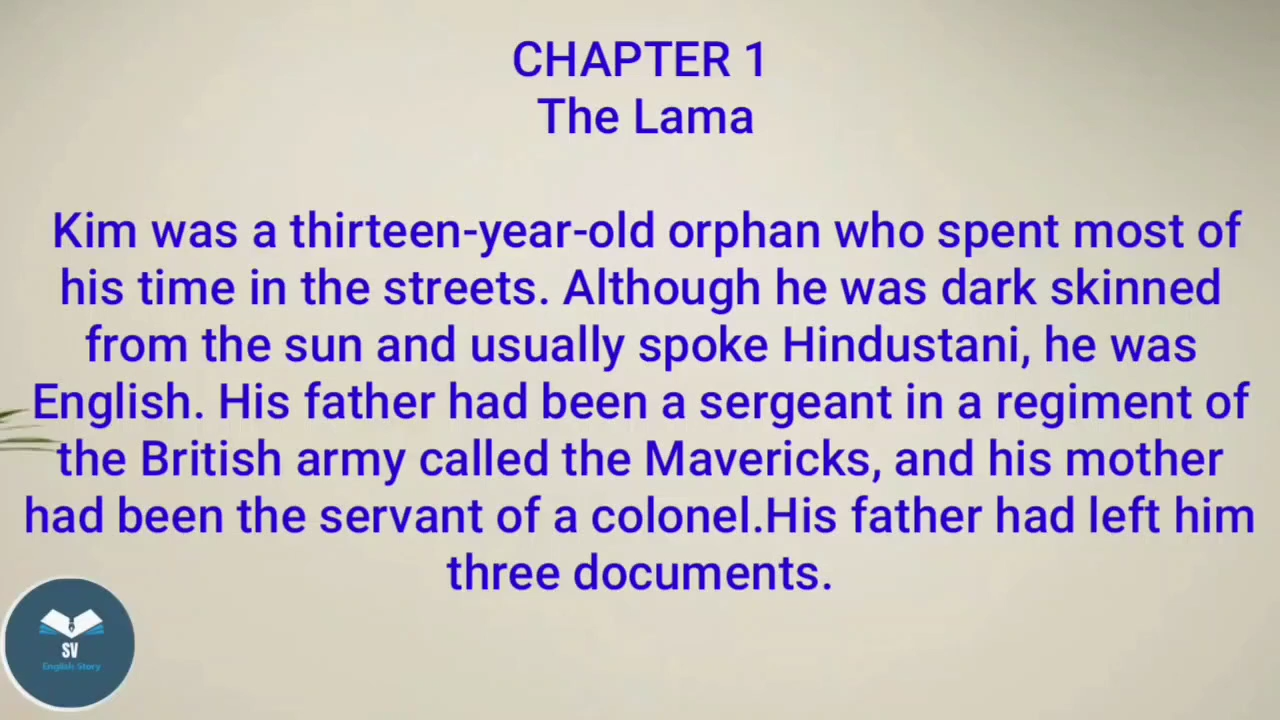 CHAPTER 1
The Lama
Kim was a thirteen-year-old orphan who spent most of
his time in the streets. Although he was dark skinned
from the sun and usually spoke Hindustani, he was
English. His father had been a sergeant in a regiment of
the British army called the Mavericks, and his mother
had been the servant of a colonel.His father had left him
three documents.
SV
English Story